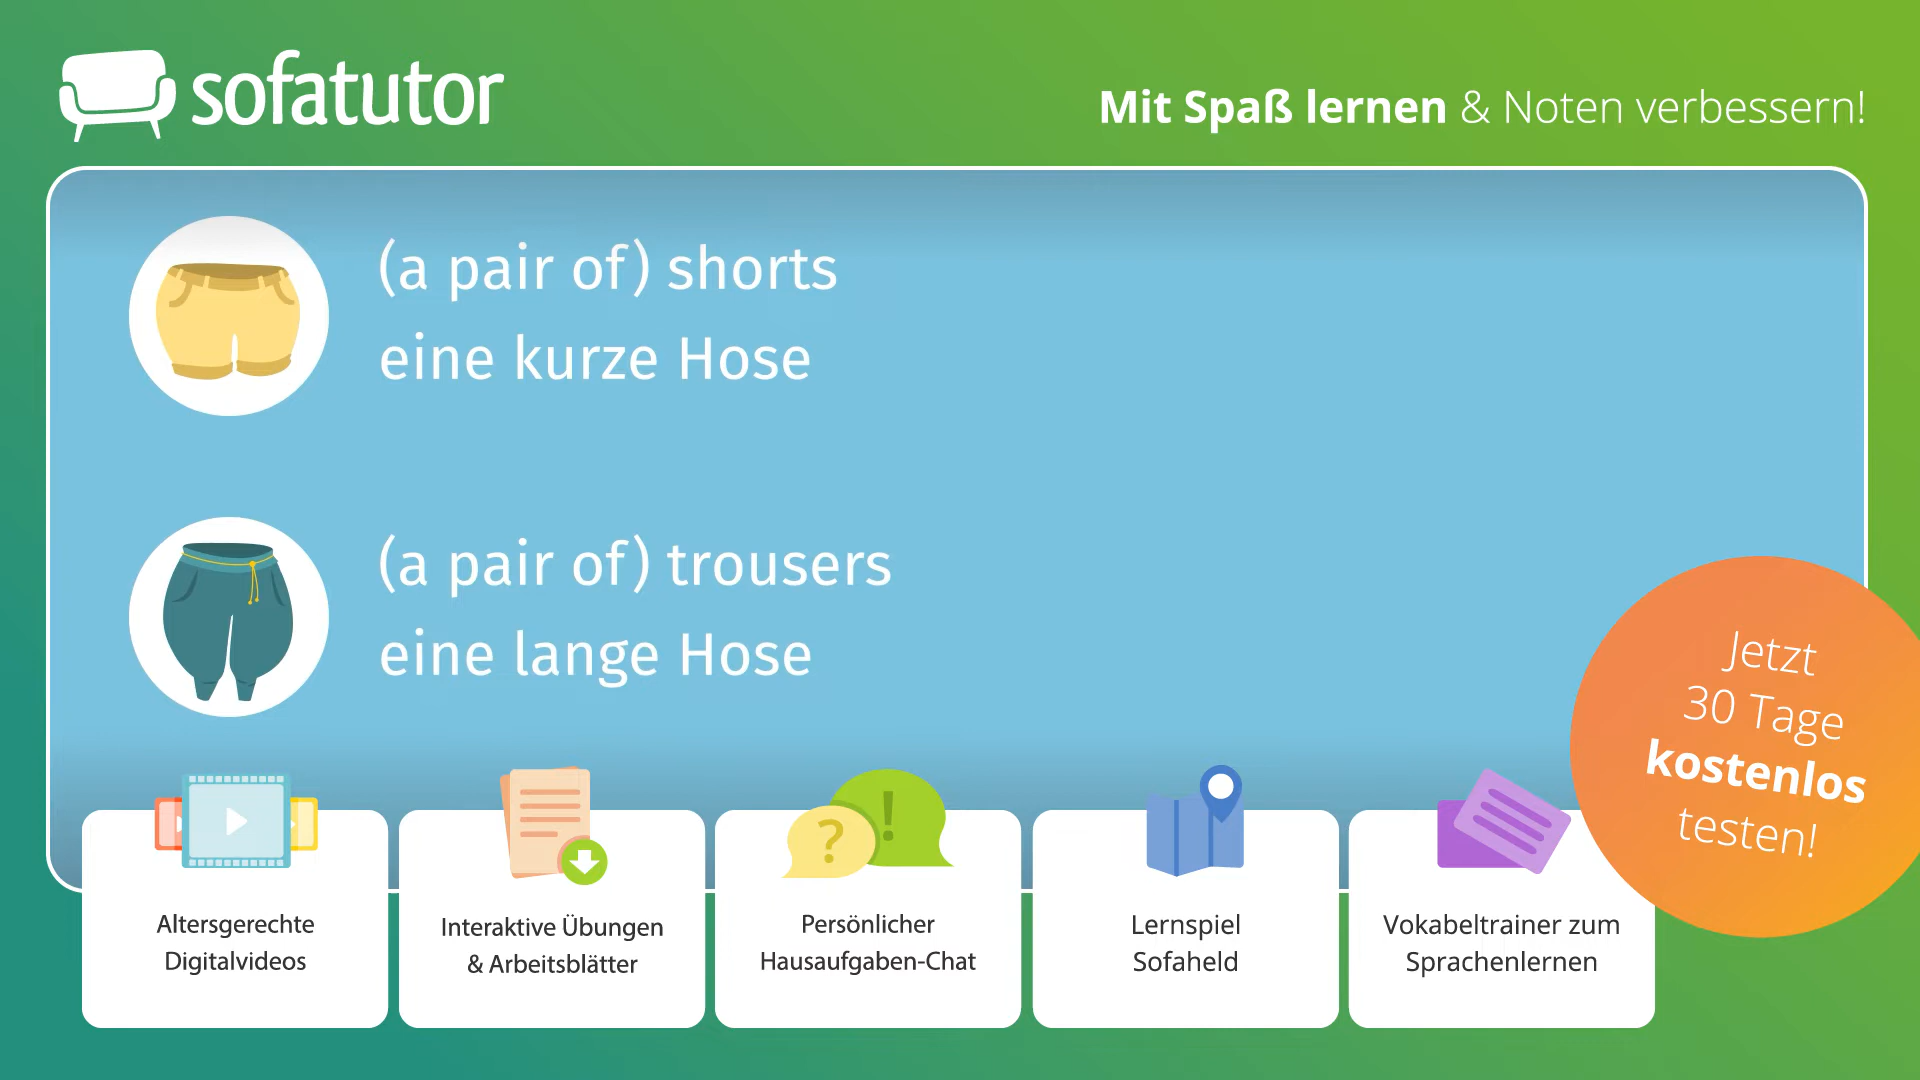 sofatutor
Mit Spaß lernen & Noten verbessern!
(a pair of) shorts
eine kurze Hose
(a pair of) trousers
eine lange Hose
Jetzt
30 Tage
kostenlos
testen!
? !
Altersgerechte
Digitalvideos
Interaktive Übungen
& Arbeitsblätter
Persönlicher
Hausaufgaben-Chat
Lernspiel
Sofaheld
Vokabeltrainer zum
Sprachenlernen